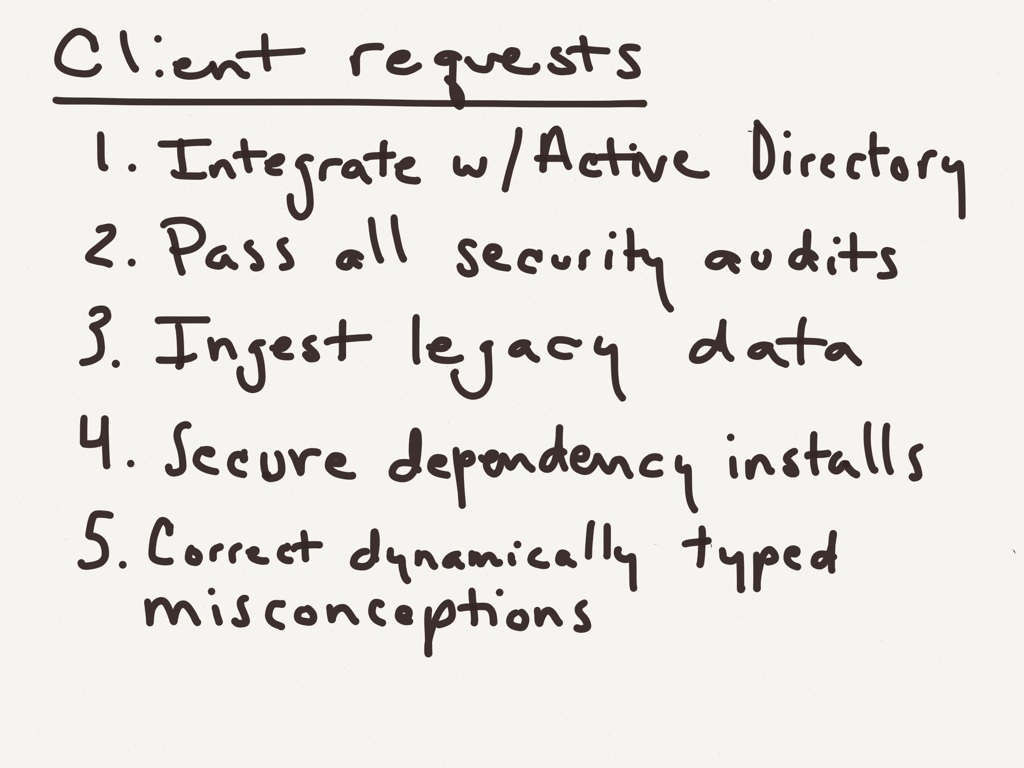 Client requests
1. Integrate w/Active Directory
2. Pass all security audits
3. Ingest legacy data
4. Secure dependency installs
5. Correct dynamically typed
misconceptions